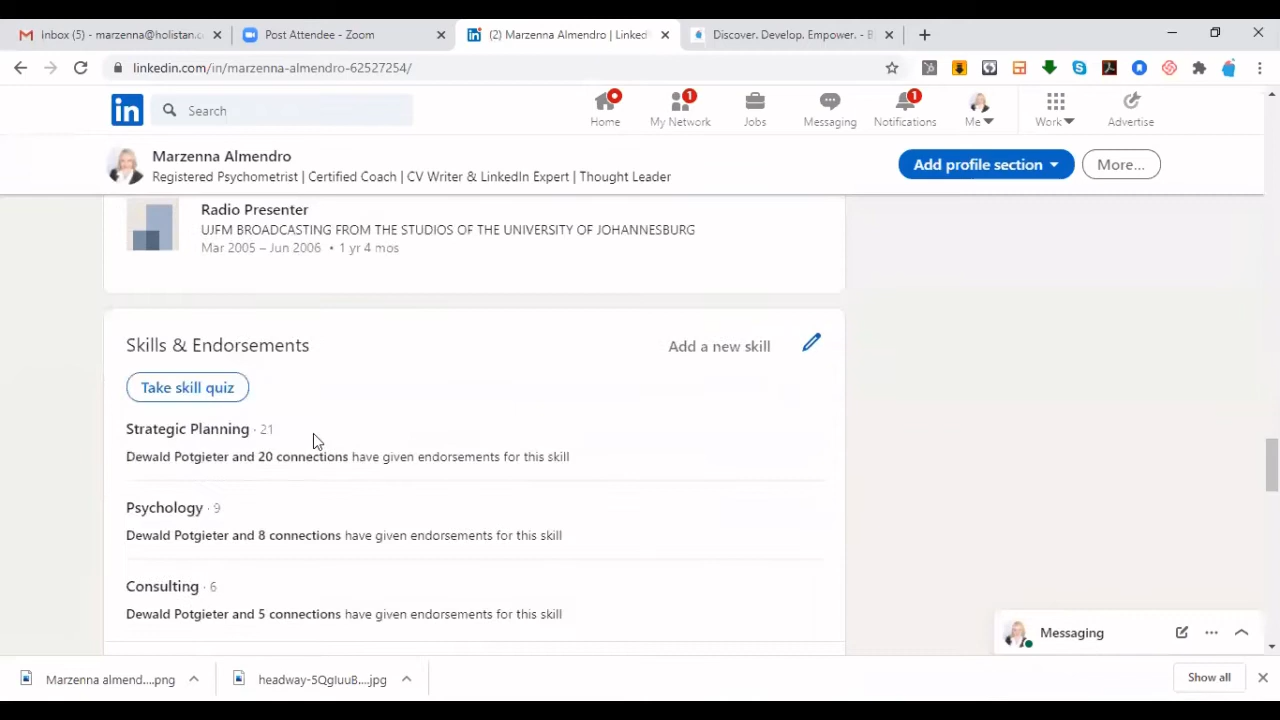 Inbox (5) - marzenna@holistan.c
Post Attendee - Zoom
(2) Marzenna Almendro | Linked
Discover. Develop. Empower. - B
linkedin.com/in/marzenna-almendro-62527254/
in
Search
1
1
Home
My Network
Jobs
Messaging
Notifications
Me
Work
Advertise
Marzenna Almendro
Registered Psychometrist | Certified Coach | CV Writer & LinkedIn Expert | Thought Leader
Add profile section
More...
Radio Presenter
UJFM BROADCASTING FROM THE STUDIOS OF THE UNIVERSITY OF JOHANNESBURG
Mar 2005 – Jun 2006 • 1 yr 4 mos
Skills & Endorsements
Add a new skill
Take skill quiz
Strategic Planning · 21
Dewald Potgieter and 20 connections have given endorsements for this skill
Psychology · 9
Dewald Potgieter and 8 connections have given endorsements for this skill
Consulting · 6
Dewald Potgieter and 5 connections have given endorsements for this skill
Messaging
Marzenna almend....png
headway-5QgIuuB....jpg
Show all